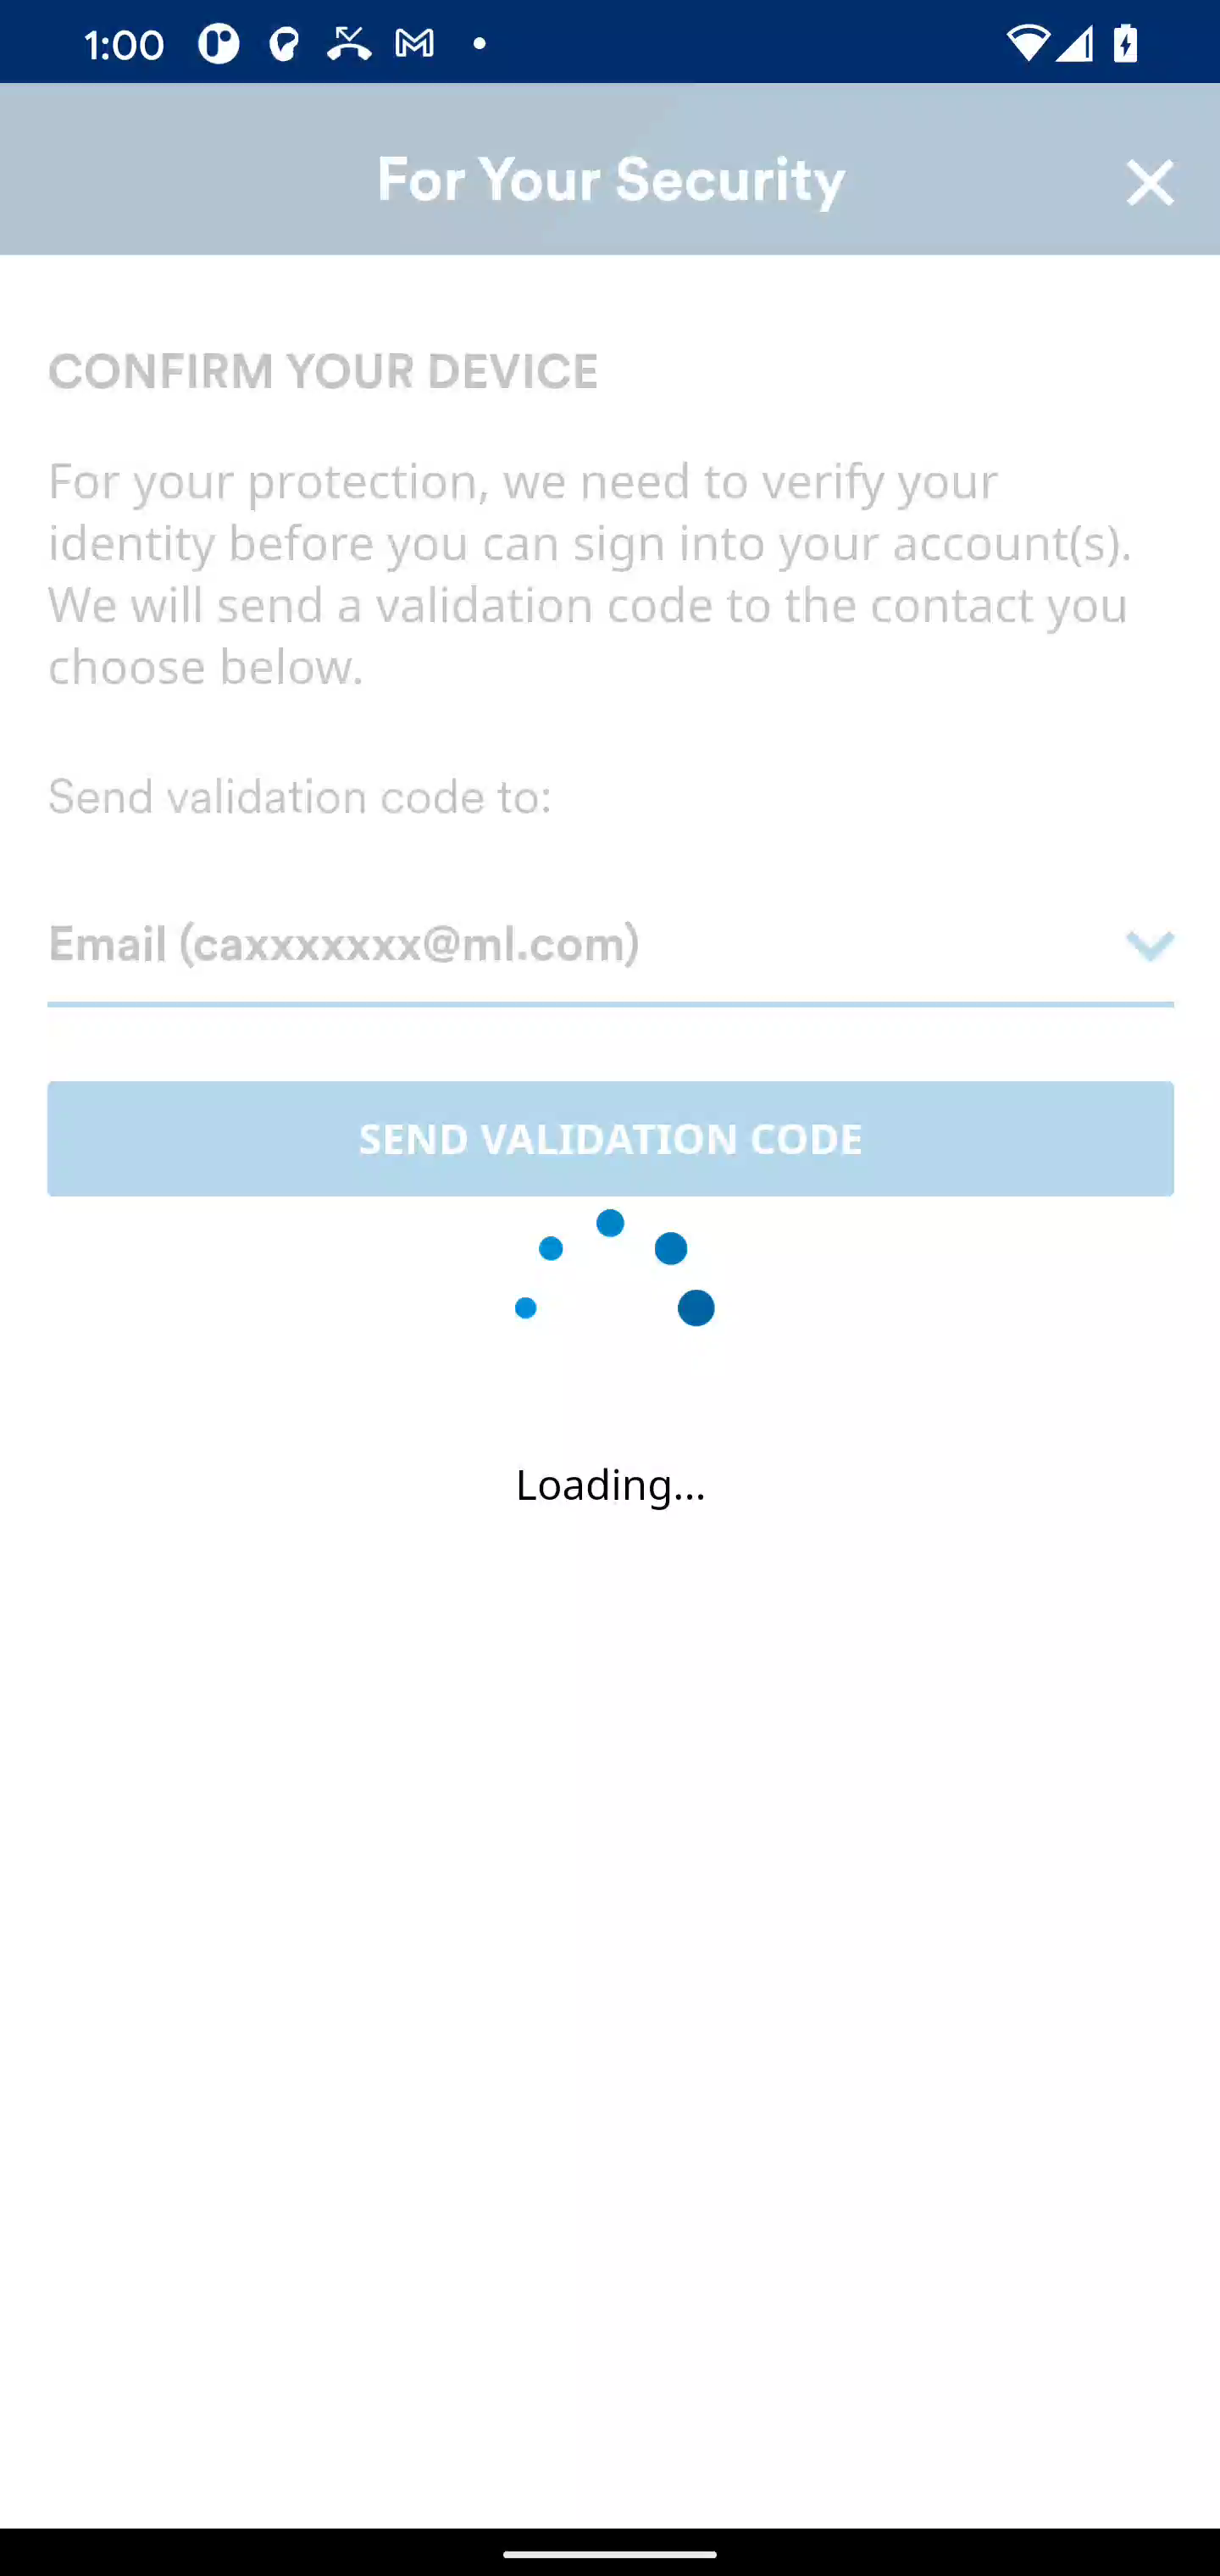 1:00
For Your Security
CONFIRM YOUR DEVICE
For your protection, we need to verify your
identity before you can sign into your account(s).
We will send a validation code to the contact you
choose below.
Send validation code to:
Email (caxxxxxxx@ml.com)
SEND VALIDATION CODE
Loading...